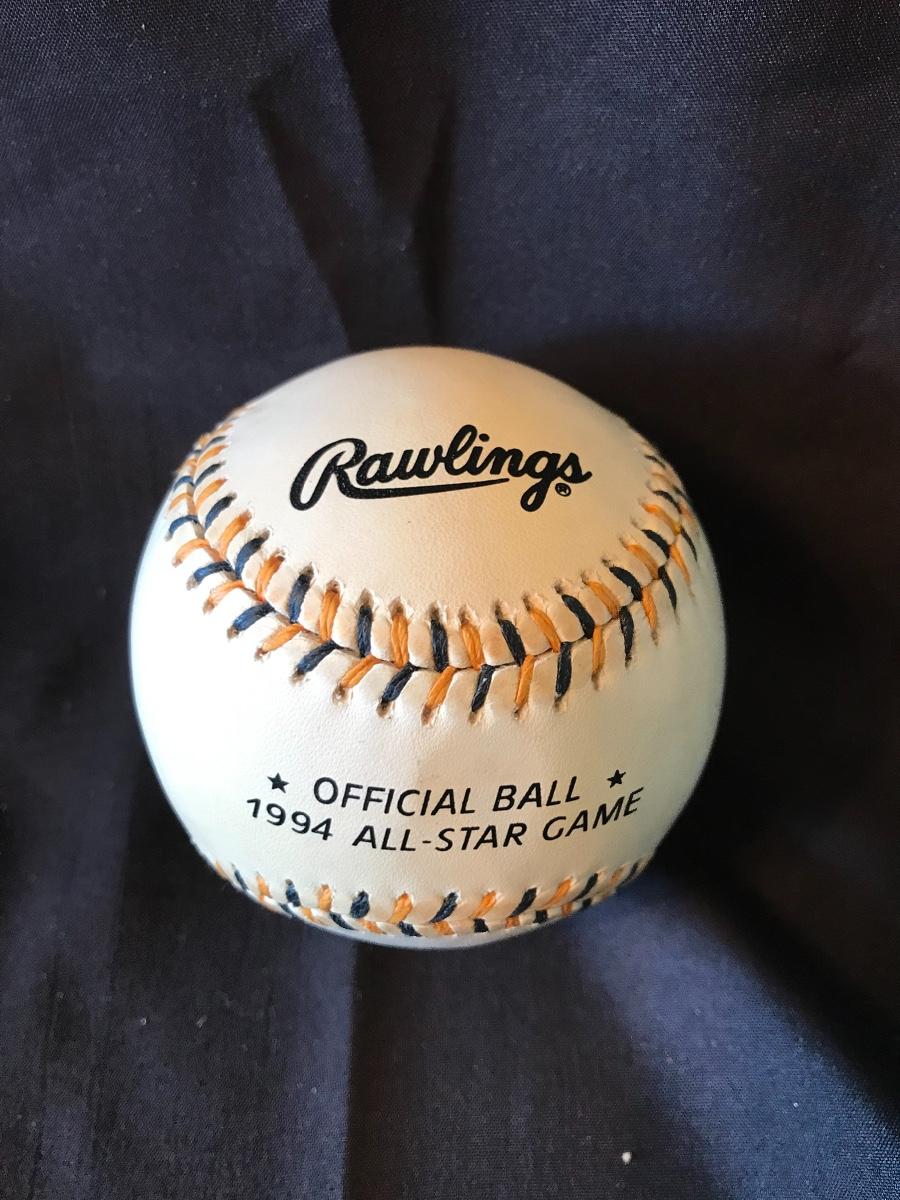 Rawlings®
★ OFFICIAL BALL ★
1994 ALL-STAR GAME